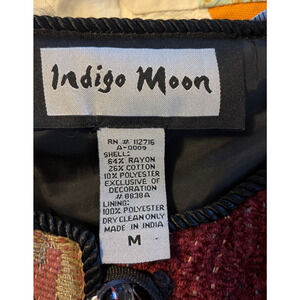 Indigo Moon
RN # 112716
A-0009
SHELL:
64% RAYON
26% COTTON
10% POLYESTER
EXCLUSIVE OF
DECORATION
# 8838A
LINING:
100% POLYESTER
DRY CLEAN ONLY
MADE IN INDIA
M